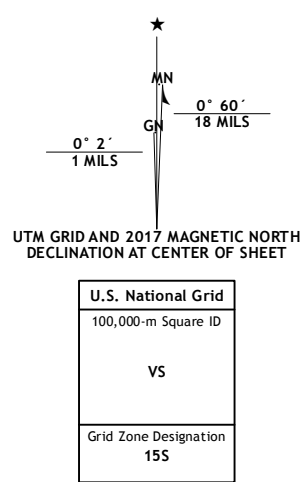 MN
0° 60´
18 MILS
GN
0° 2´
1 MILS
UTM GRID AND 2017 MAGNETIC NORTH
DECLINATION AT CENTER OF SHEET
U.S. National Grid
100,000-m Square ID
VS
Grid Zone Designation
15S